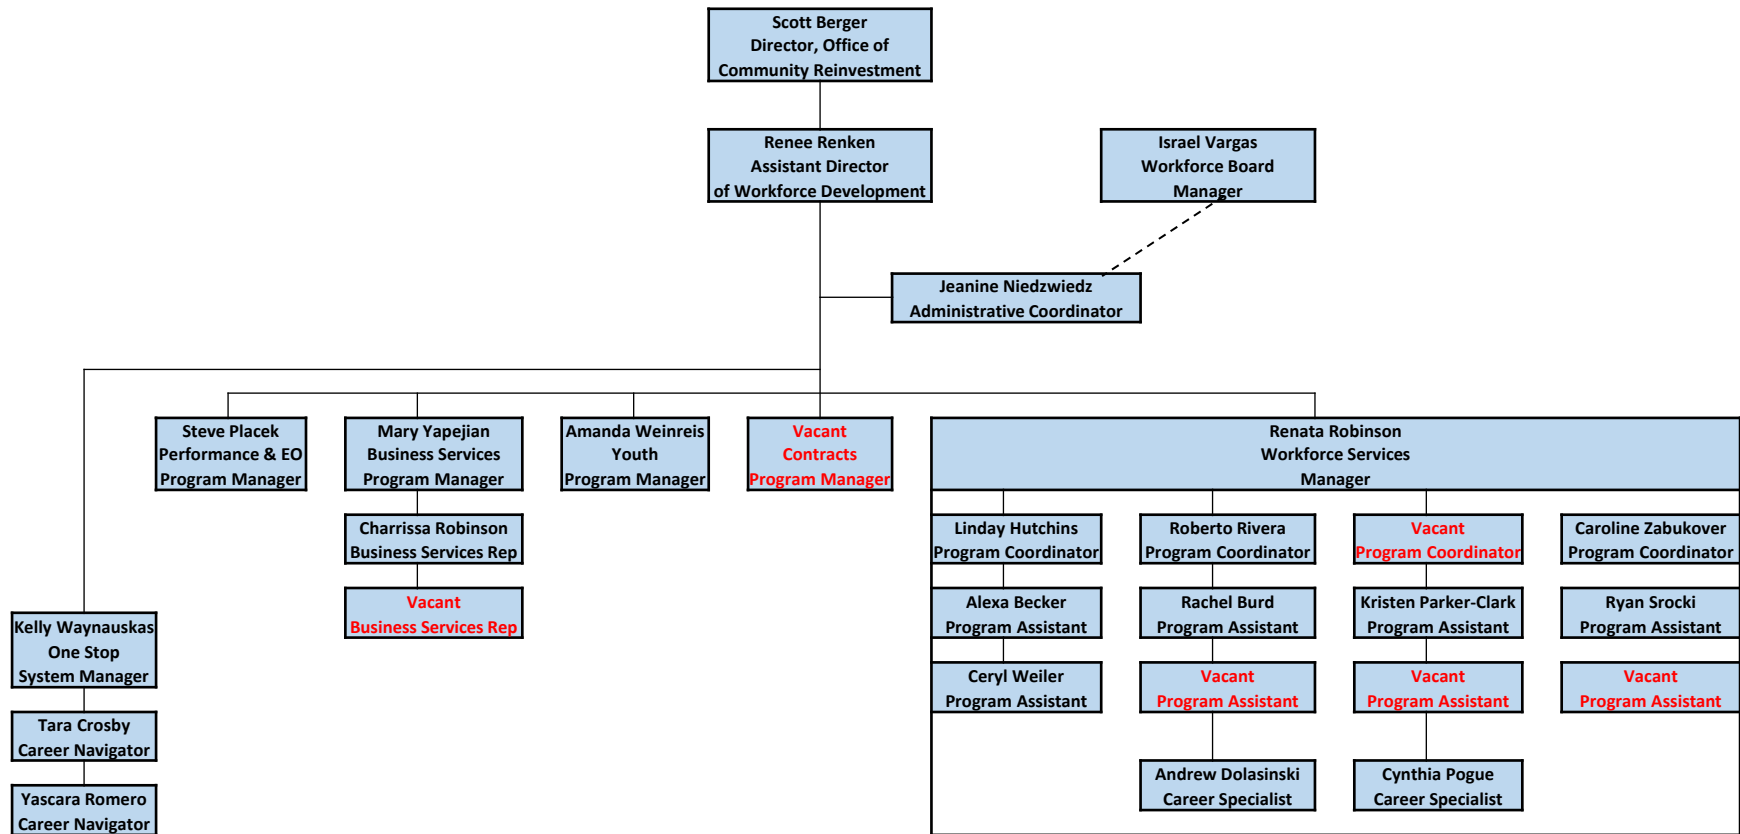 Scott Berger
Director, Office of
Community Reinvestment
Renee Renken
Assistant Director
of Workforce Development
Israel Vargas
Workforce Board
Manager
Jeanine Niedzwiedz
Administrative Coordinator
Steve Placek
Performance & EO
Program Manager
Mary Yapejian
Business Services
Program Manager
Amanda Weinreis
Youth
Program Manager
Vacant
Contracts
Program Manager
Renata Robinson
Workforce Services
Manager
Charrissa Robinson
Business Services Rep
Vacant
Business Services Rep
Linday Hutchins
Program Coordinator
Roberto Rivera
Program Coordinator
Vacant
Program Coordinator
Caroline Zabukover
Program Coordinator
Alexa Becker
Program Assistant
Rachel Burd
Program Assistant
Kristen Parker-Clark
Program Assistant
Ryan Srocki
Program Assistant
Ceryl Weiler
Program Assistant
Vacant
Program Assistant
Vacant
Program Assistant
Vacant
Program Assistant
Andrew Dolasinski
Career Specialist
Cynthia Pogue
Career Specialist
Kelly Waynauskas
One Stop
System Manager
Tara Crosby
Career Navigator
Yascara Romero
Career Navigator